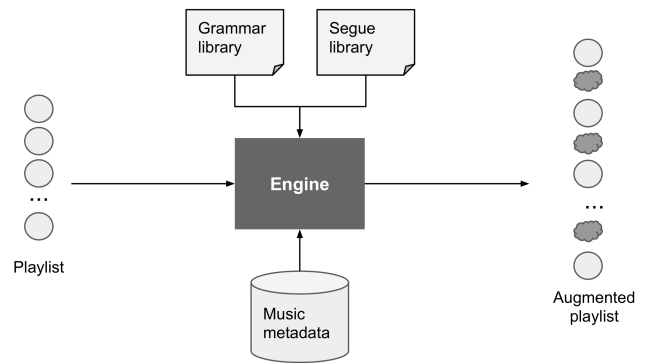 Grammar
library
Segue
library
Engine
...
...
Playlist
Music
metadata
Augmented
playlist